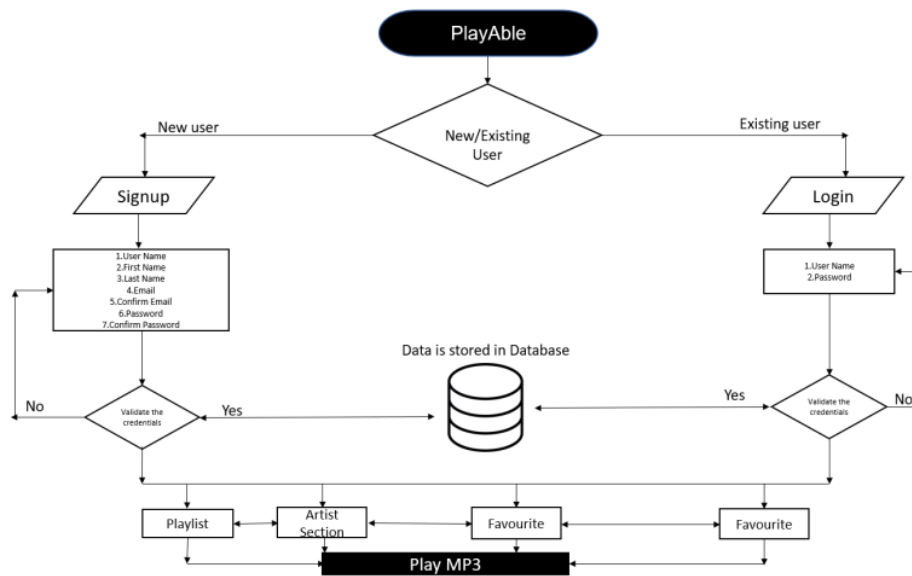 PlayAble
New/Existing
User
New user
Existing user
Signup
Login
1.User Name
2.First Name
3.Last Name
4.Email
5.Confirm Email
6.Password
7.Confirm Password
1.User Name
2.Password
Data is stored in Database
No
Validate the
credentials
Yes
Yes
Validate the
credentials
No
Playlist
Artist
Section
Favourite
Favourite
Play MP3